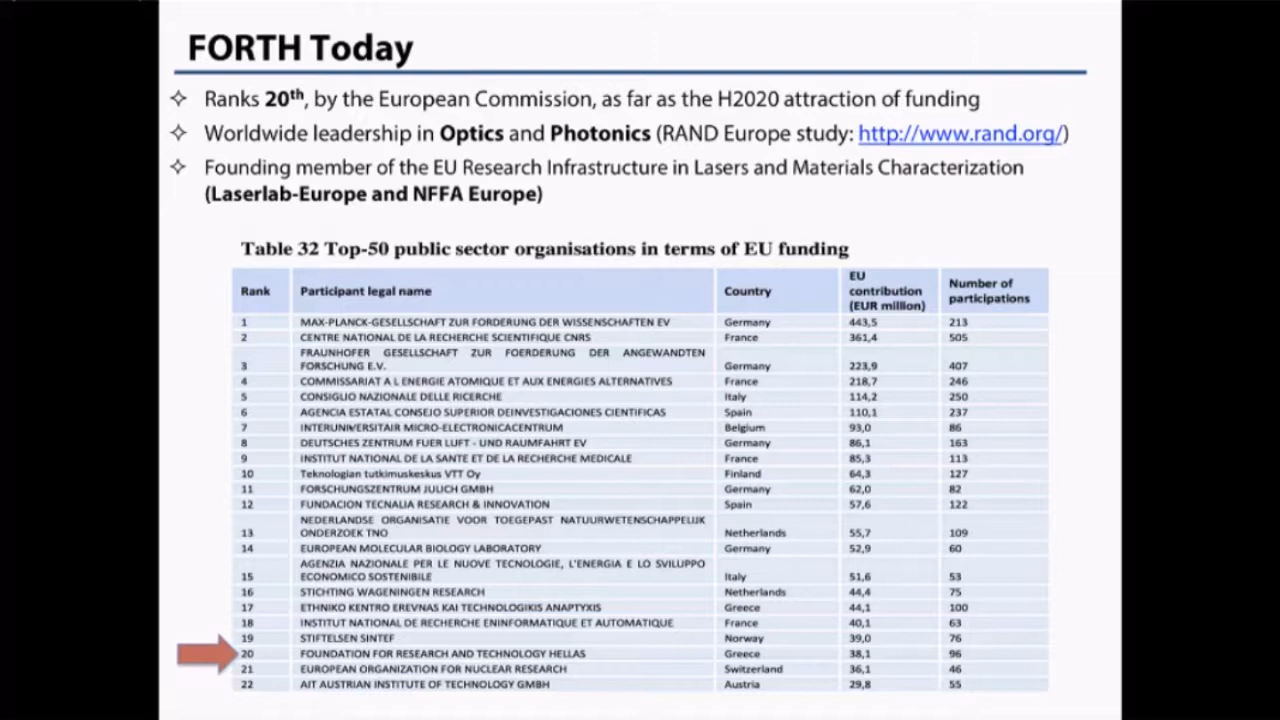 FORTH Today
✧ Ranks 20th, by the European Commission, as far as the H2020 attraction of funding
✧ Worldwide leadership in Optics and Photonics (RAND Europe study: http://www.rand.org/)
✧ Founding member of the EU Research Infrastructure in Lasers and Materials Characterization
(Laserlab-Europe and NFFA Europe)
Table 32 Top-50 public sector organisations in terms of EU funding
Rank Participant legal name Country EU contribution (EUR million) Number of participations
1 MAX-PLANCK-GESELLSCHAFT ZUR FORDERUNG DER WISSENSCHAFTEN EV Germany 443,5 213
2 CENTRE NATIONAL DE LA RECHERCHE SCIENTIFIQUE CNRS France 361,4 505
FRAUNHOFER GESELLSCHAFT ZUR FOERDERUNG DER ANGEWANDTEN
3 FORSCHUNG E.V. Germany 223,9 407
4 COMMISSARIAT A L ENERGIE ATOMIQUE ET AUX ENERGIES ALTERNATIVES France 218,7 246
5 CONSIGLIO NAZIONALE DELLE RICERCHE Italy 114,2 250
6 AGENCIA ESTATAL CONSEJO SUPERIOR DEINVESTIGACIONES CIENTIFICAS Spain 110,1 237
7 INTERUNIVERSITAIR MICRO-ELECTRONICACENTRUM Belgium 93,0 86
8 DEUTSCHES ZENTRUM FUER LUFT - UND RAUMFAHRT EV Germany 86,1 163
9 INSTITUT NATIONAL DE LA SANTE ET DE LA RECHERCHE MEDICALE France 85,3 113
10 Teknologian tutkimuskeskus VTT Oy Finland 64,3 127
11 FORSCHUNGSZENTRUM JULICH GMBH Germany 62,0 82
12 FUNDACION TECNALIA RESEARCH & INNOVATION Spain 57,6 122
NEDERLANDSE ORGANISATIE VOOR TOEGEPAST NATUURWETENSCHAPPELIJK
13 ONDERZOEK TNO Netherlands 55,7 109
14 EUROPEAN MOLECULAR BIOLOGY LABORATORY Germany 52,9 60
AGENZIA NAZIONALE PER LE NUOVE TECNOLOGIE, L'ENERGIA E LO SVILUPPO
15 ECONOMICO SOSTENIBILE Italy 51,6 53
16 STICHTING WAGENINGEN RESEARCH Netherlands 44,4 75
17 ETHNIKO KENTRO EREVNAS KAI TECHNOLOGIKIS ANAPTYXIS Greece 44,1 100
18 INSTITUT NATIONAL DE RECHERCHE ENINFORMATIQUE ET AUTOMATIQUE France 40,1 63
19 STIFTELSEN SINTEF Norway 39,0 76
20 FOUNDATION FOR RESEARCH AND TECHNOLOGY HELLAS Greece 38,1 96
21 EUROPEAN ORGANIZATION FOR NUCLEAR RESEARCH Switzerland 36,1 46
22 AIT AUSTRIAN INSTITUTE OF TECHNOLOGY GMBH Austria 29,8 55